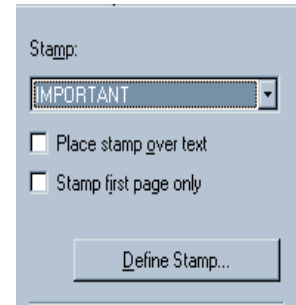 Stamp:
IMPORTANT
Place stamp over text
Stamp first page only
Define Stamp...